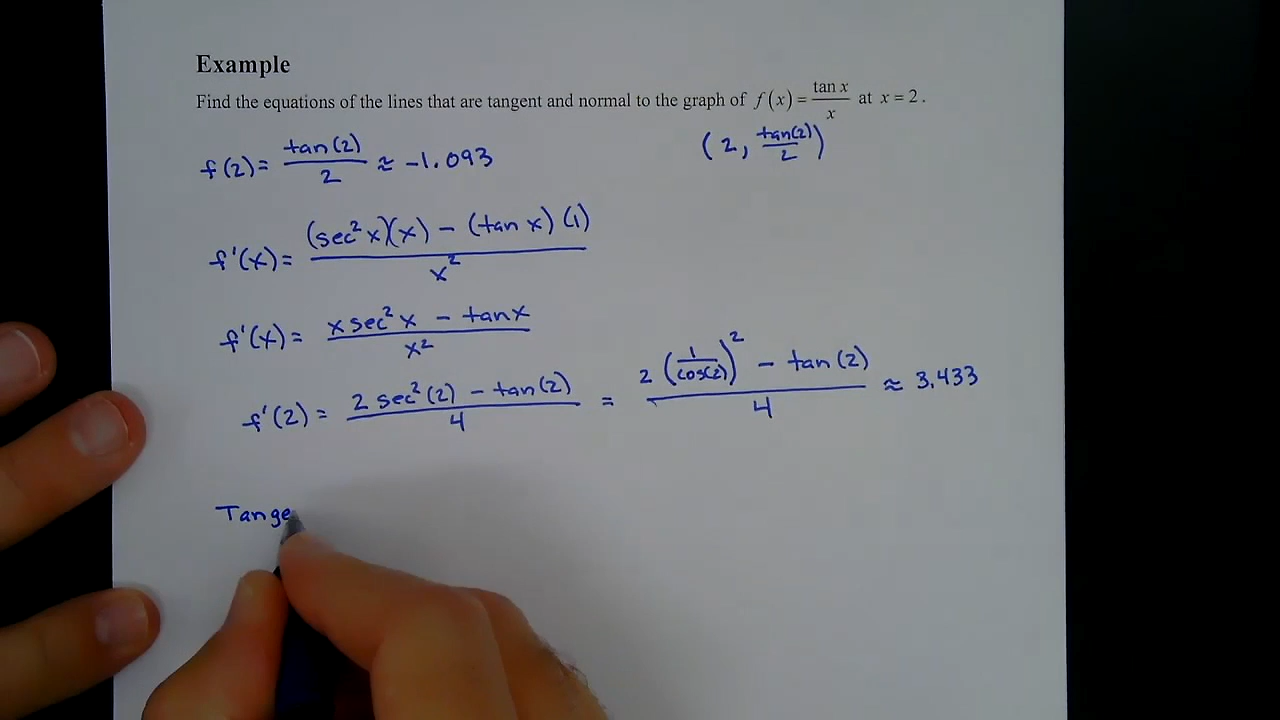 Example
Find the equations of the lines that are tangent and normal to the graph of f(x) = tan x / x at x = 2.
(2, tan(2)/2)
f(2) = tan(2)/2 ≈ -1.093
f'(x) = (sec² x)(x) - (tan x)(1) / x²
f'(x) = x sec² x - tan x / x²
f'(2) = 2 sec²(2) - tan(2) / 4 = 2 (1/cos(2))² - tan(2) / 4 ≈ 3.433
Tange